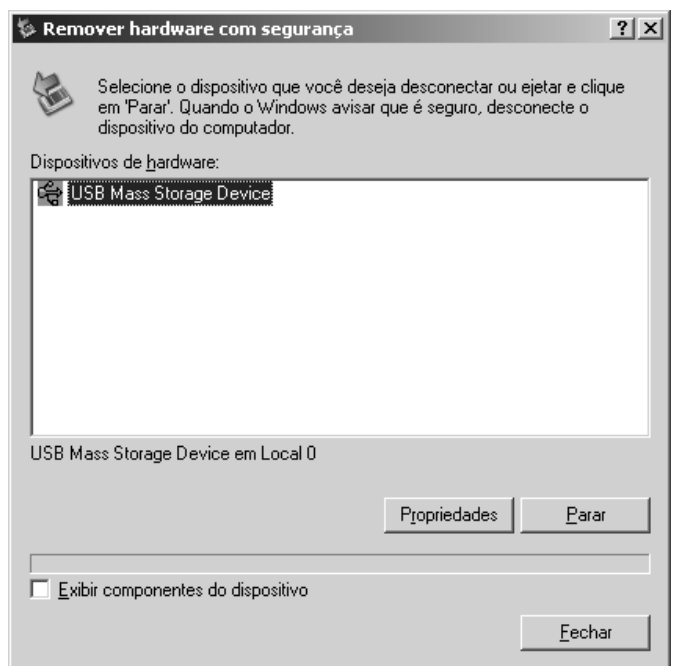 Remover hardware com segurança
Selecione o dispositivo que você deseja desconectar ou ejetar e clique
em 'Parar'. Quando o Windows avisar que é seguro, desconecte o
dispositivo do computador.
Dispositivos de hardware:
USB Mass Storage Device
USB Mass Storage Device em Local 0
Propriedades Parar
Exibir componentes do dispositivo
Fechar